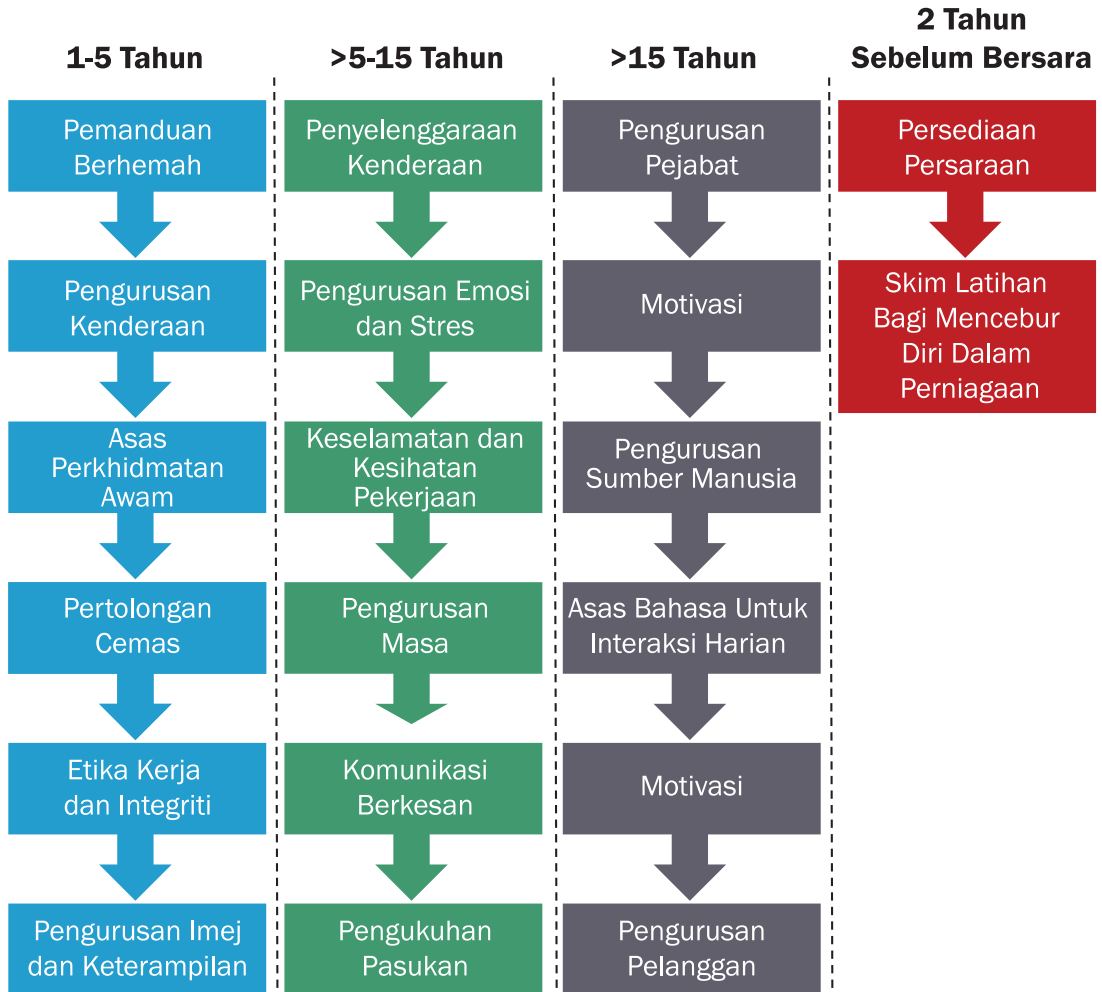 1-5 Tahun
Pemanduan
Berhemah
Pengurusan
Kenderaan
Asas
Perkhidmatan
Awam
Pertolongan
Cemas
Etika Kerja
dan Integriti
Pengurusan Imej
dan Keterampilan
>5-15 Tahun
Penyelenggaraan
Kenderaan
Pengurusan Emosi
dan Stres
Keselamatan dan
Kesihatan
Pekerjaan
Pengurusan
Masa
Komunikasi
Berkesan
Pengukuhan
Pasukan
>15 Tahun
Pengurusan
Pejabat
Motivasi
Pengurusan
Sumber Manusia
Asas Bahasa Untuk
Interaksi Harian
Motivasi
Pengurusan
Pelanggan
2 Tahun
Sebelum Bersara
Persediaan
Persaraan
Skim Latihan
Bagi Mencebur
Diri Dalam
Perniagaan